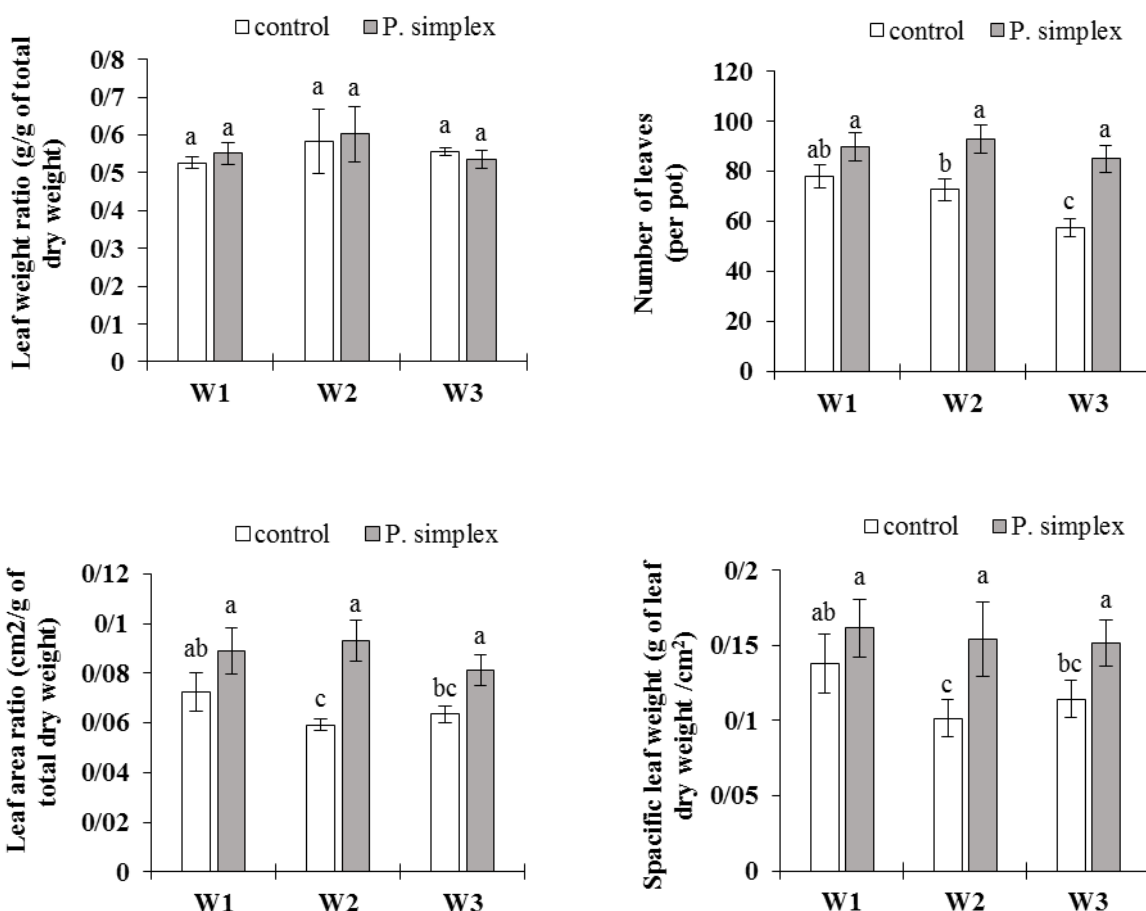 control P. simplex
Leaf weight ratio (g/g of total
dry weight)
0/8
0/7
0/6
0/5
0/4
0/3
0/2
0/1
0
a a a a a a
W1 W2 W3
control P. simplex
Number of leaves
(per pot)
120
100
80
60
40
20
0
ab a b a c a
W1 W2 W3
control P. simplex
Leaf area ratio (cm2/g of
total dry weight)
0/12
0/1
0/08
0/06
0/04
0/02
0
ab a c a bc a
W1 W2 W3
control P. simplex
Spacific leaf weight (g of leaf
dry weight /cm²)
0/2
0/15
0/1
0/05
0
ab a c a bc a
W1 W2 W3